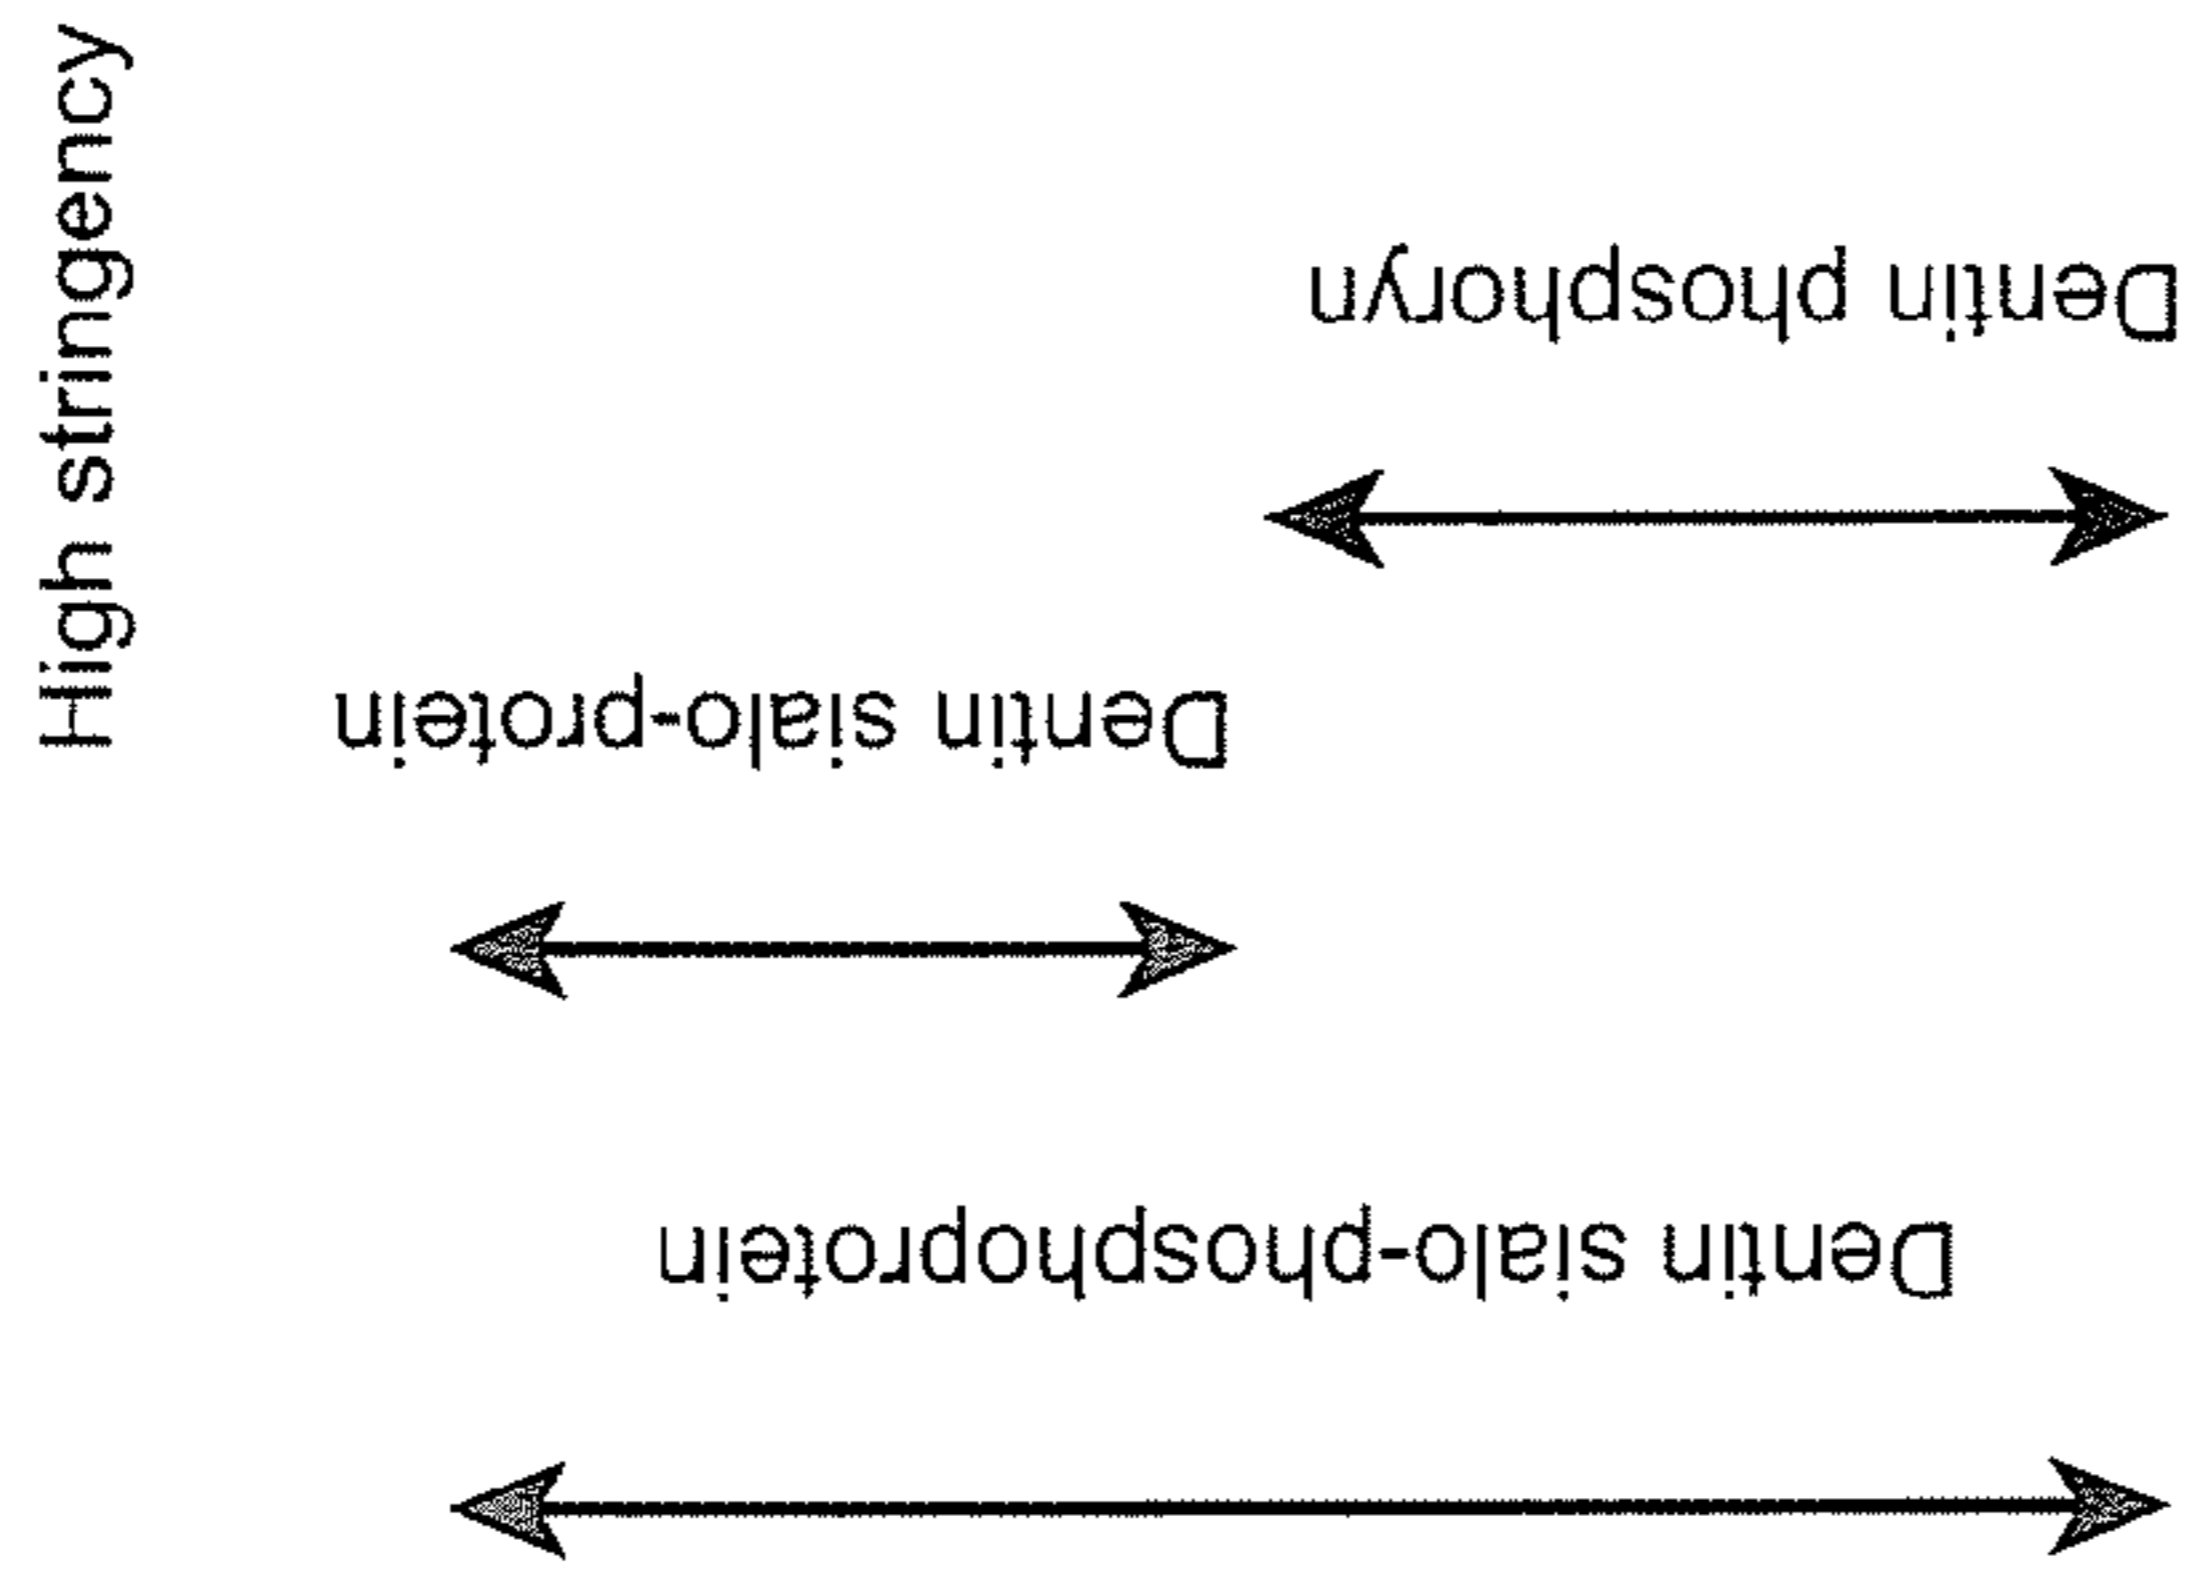 High stringency
Dentin phosphoryn
Dentin sialo-protein
Dentin sialo-phosphoprotein